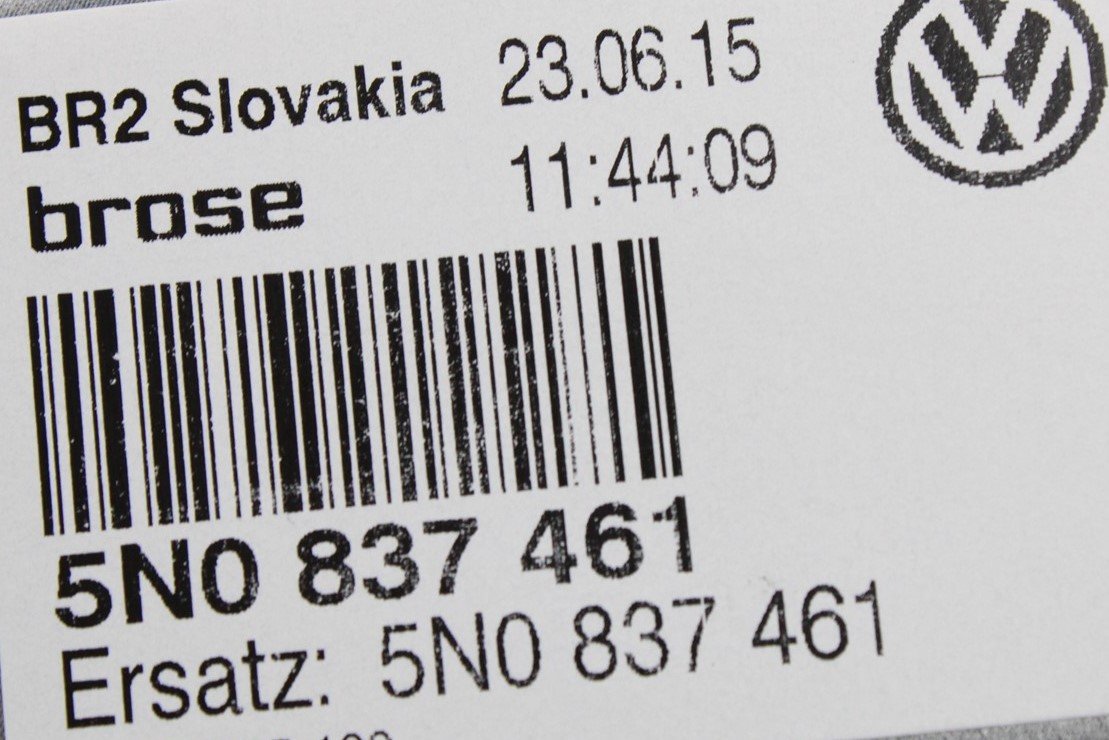 BR2 Slovakia 23.06.15
brose 11:44:09
5N0 837 461
Ersatz: 5N0 837 461